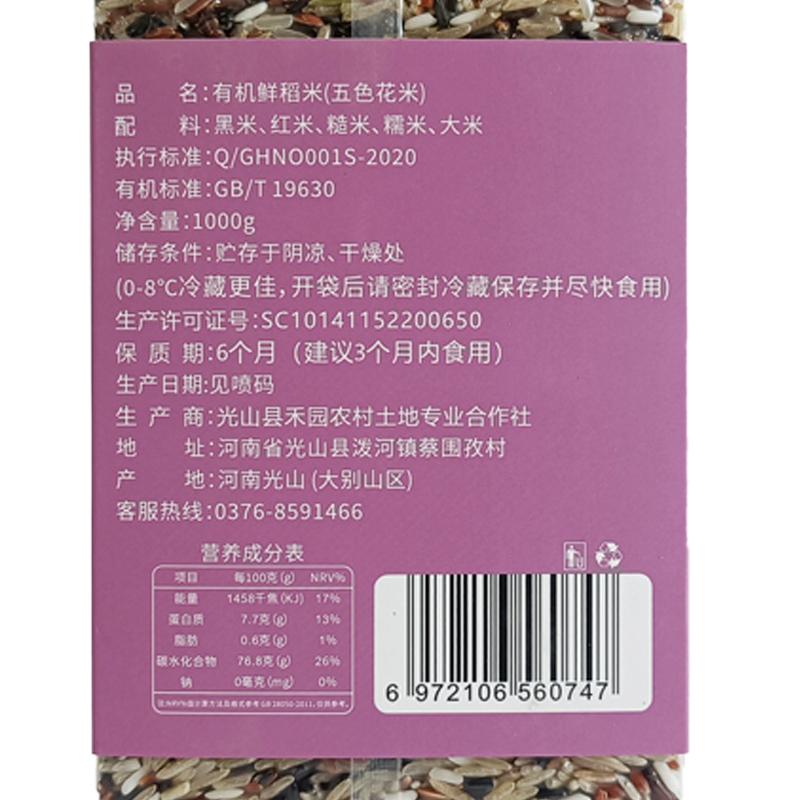 品 名:有机鲜稻米(五色花米)
配 料:黑米、红米、糙米、糯米、大米
执行标准:Q/GHNO001S-2020
有机标准:GB/T 19630
净含量:1000g
储存条件:贮存于阴凉、干燥处
(0-8℃冷藏更佳,开袋后请密封冷藏保存并尽快食用)
生产许可证号:SC10141152200650
保 质 期:6个月(建议3个月内食用)
生产日期:见喷码
生 产 商:光山县禾园农村土地专业合作社
地 址:河南省光山县泼河镇蔡围孜村
产 地:河南光山 (大别山区)
客服热线:0376-8591466
营养成分表
项目 每100克(g) NRV%
能量 1458千焦(KJ) 17%
蛋白质 7.7克(g) 13%
脂肪 0.6克(g) 1%
碳水化合物 76.8克(g) 26%
钠 0毫克(mg) 0%
6 972106 560747